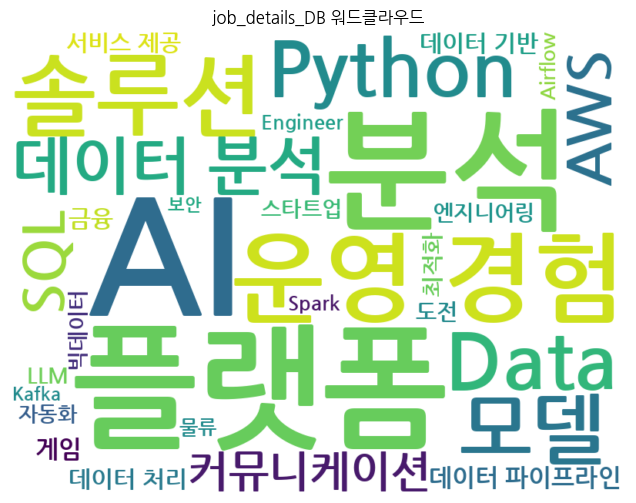 job_details_DB 워드클라우드
서비스 제공
솔루션
Python
데이터 기반
Airflow
AWS
Engineer
데이터 분석
분석
SQL
금융
보안
스타트업
엔지니어링
AI
운영
경험
최적화
빅데이터
Spark
도전
플랫폼
Data
LLM
Kafka
자동화
물류
모델
게임
데이터 처리
커뮤니케이션
데이터 파이프라인